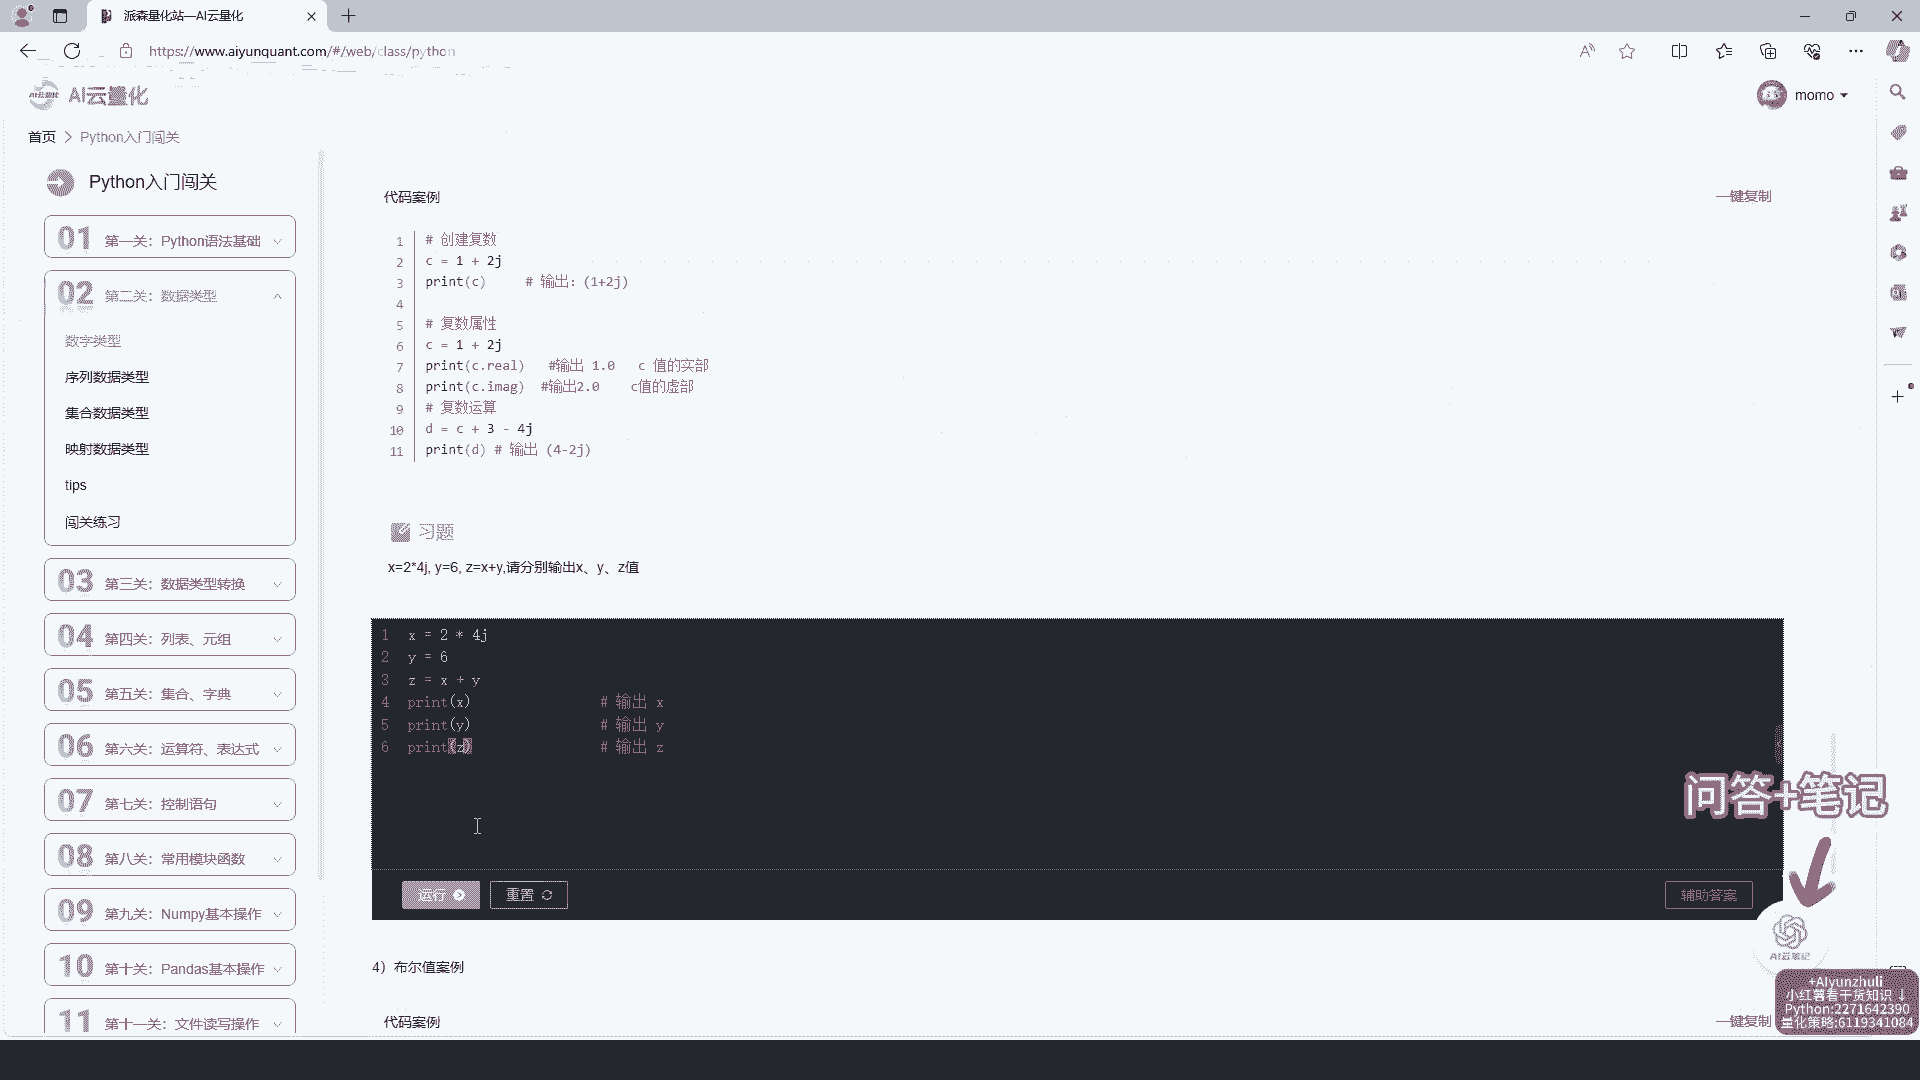 派森量化站—AI云量化
https://www.aiyunquant.com/#/web/class/python
AI云量化
momo
首页 > Python入门闯关
Python入门闯关
01 第一关：Python语法基础
02 第二关：数据类型
数字类型
序列数据类型
集合数据类型
映射数据类型
tips
闯关练习
03 第三关：数据类型转换
04 第四关：列表、元组
05 第五关：集合、字典
06 第六关：运算符、表达式
07 第七关：控制语句
08 第八关：常用模块函数
09 第九关：Numpy基本操作
10 第十关：Pandas基本操作
11 第十一关：文件读写操作
代码案例
一键复制
1 # 创建复数
2 c = 1 + 2j
3 print(c) # 输出：(1+2j)
4
5 # 复数属性
6 c = 1 + 2j
7 print(c.real) #输出 1.0 c 值的实部
8 print(c.imag) #输出2.0 c值的虚部
9 # 复数运算
10 d = c + 3 - 4j
11 print(d) # 输出 (4-2j)
习题
x=2*4j, y=6, z=x+y,请分别输出x、y、z值
1 x = 2 * 4j
2 y = 6
3 z = x + y
4 print(x) # 输出 x
5 print(y) # 输出 y
6 print(z) # 输出 z
运行
重置
辅助答案
问答+笔记
AI云笔记
4）布尔值案例
代码案例
一键复制
+AIyunzhuli
小红薯看干货知识↓
Python:2271642390
量化策略:6119341084